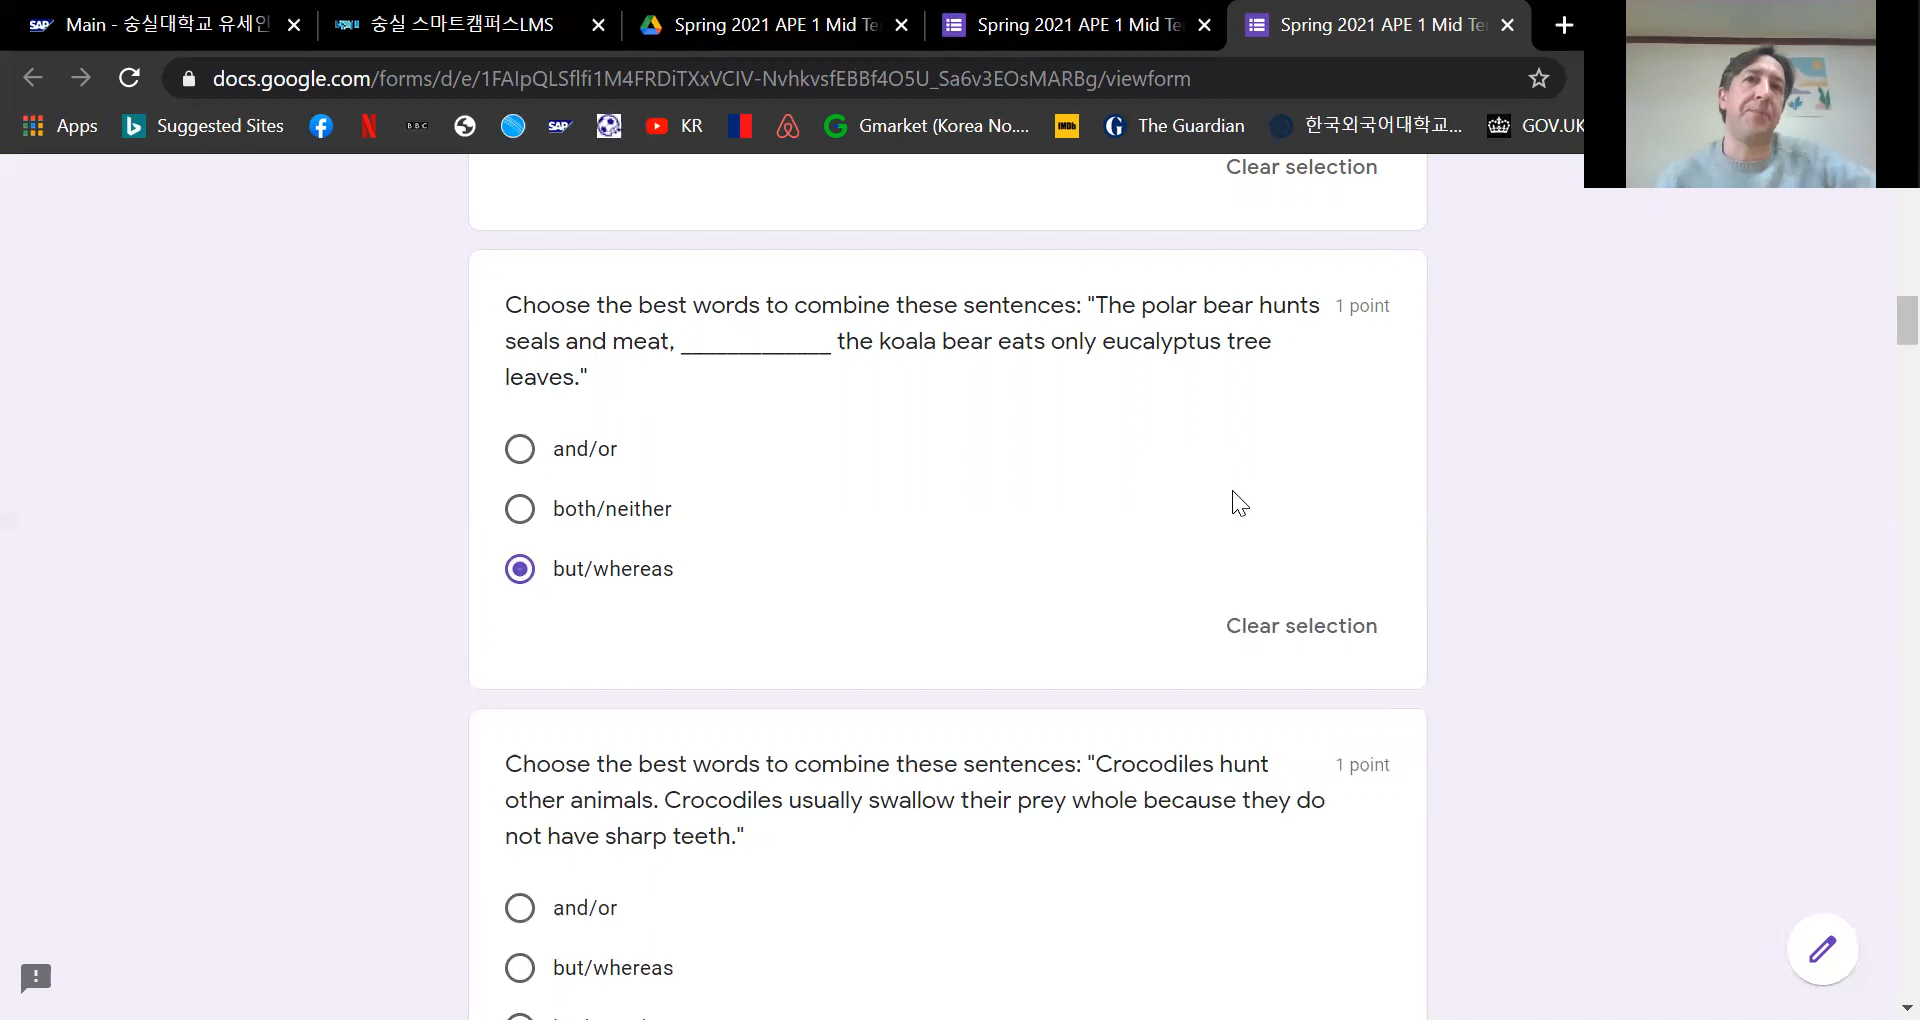 Main - 숭실대학교 유세인
숭실 스마트캠퍼스LMS
Spring 2021 APE 1 Mid Te
Spring 2021 APE 1 Mid Te
Spring 2021 APE 1 Mid Te
docs.google.com/forms/d/e/1FAIpQLSflfi1M4FRDiTXxVCIV-NvhkvsfEBBf4O5U_Sa6v3EOsMARBg/viewform
Apps Suggested Sites BBC SAP KR Gmarket (Korea No.... IMDb The Guardian 한국외국어대학교... GOV.UK
Clear selection
Choose the best words to combine these sentences: "The polar bear hunts 1 point
seals and meat, _____________ the koala bear eats only eucalyptus tree
leaves."
and/or
both/neither
but/whereas
Clear selection
Choose the best words to combine these sentences: "Crocodiles hunt 1 point
other animals. Crocodiles usually swallow their prey whole because they do
not have sharp teeth."
and/or
but/whereas